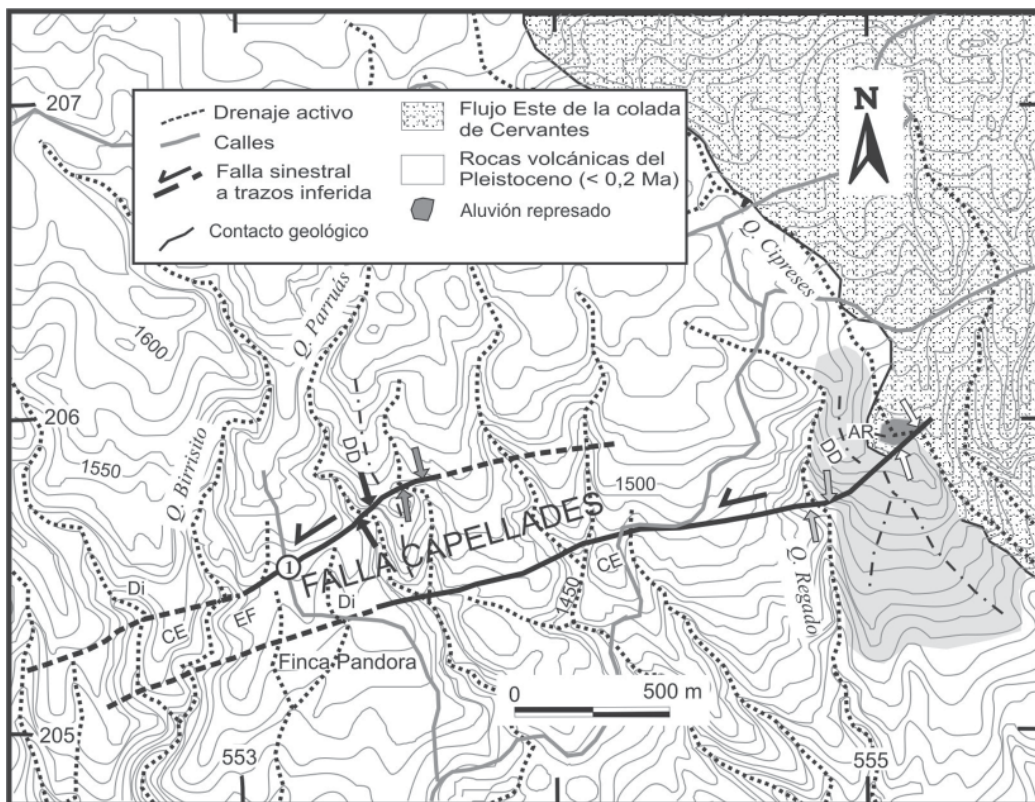 207
Drenaje activo
Calles
Falla sinestral
a trazos inferida
Contacto geológico
Flujo Este de la colada
de Cervantes
Rocas volcánicas del
Pleistoceno (< 0,2 Ma)
Aluvión represado
N
Q. Cipreses
Q. Parruás
1600
206
1550
Q. Birrisito
DD
AR
DD
1500
FALLA CAPELLADES
1
CE
Di
Di
CE
EF
1450
Q. Regado
Finca Pandora
0
500 m
205
553
555